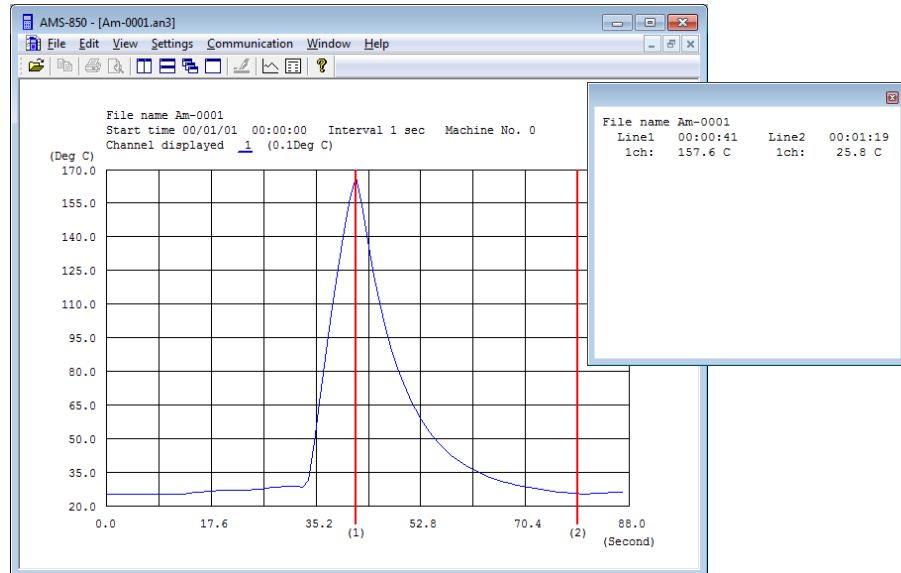 AMS-850 - [Am-0001.an3]
File Edit View Settings Communication Window Help
File name Am-0001
Start time 00/01/01 00:00:00 Interval 1 sec Machine No. 0
Channel displayed 1 (0.1Deg C)
(Deg C)
170.0
155.0
140.0
125.0
110.0
95.0
80.0
65.0
50.0
35.0
20.0
0.0 17.6 35.2 52.8 70.4 88.0
(1) (2)
(Second)
File name Am-0001
Line1 00:00:41 Line2 00:01:19
1ch: 157.6 C 1ch: 25.8 C